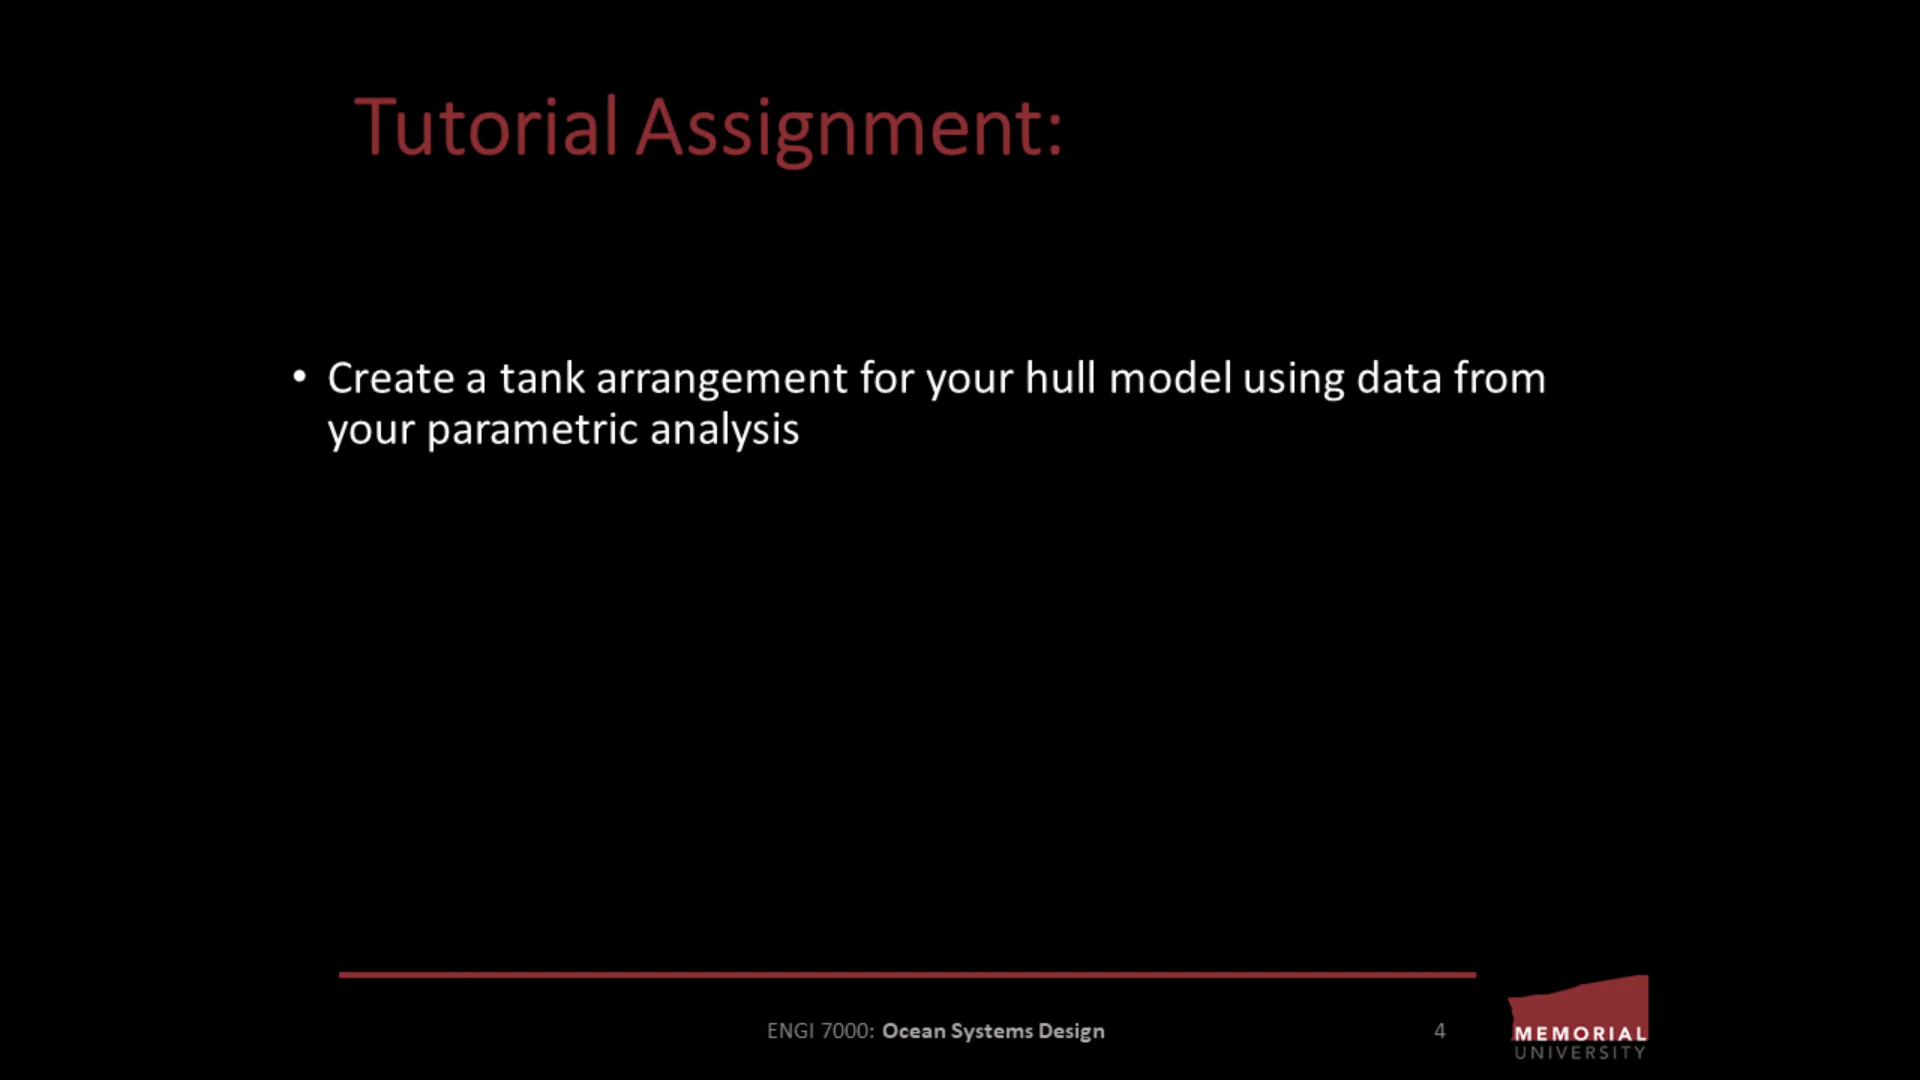 Tutorial Assignment:
• Create a tank arrangement for your hull model using data from
your parametric analysis
ENGI 7000: Ocean Systems Design
4
MEMORIAL
UNIVERSITY